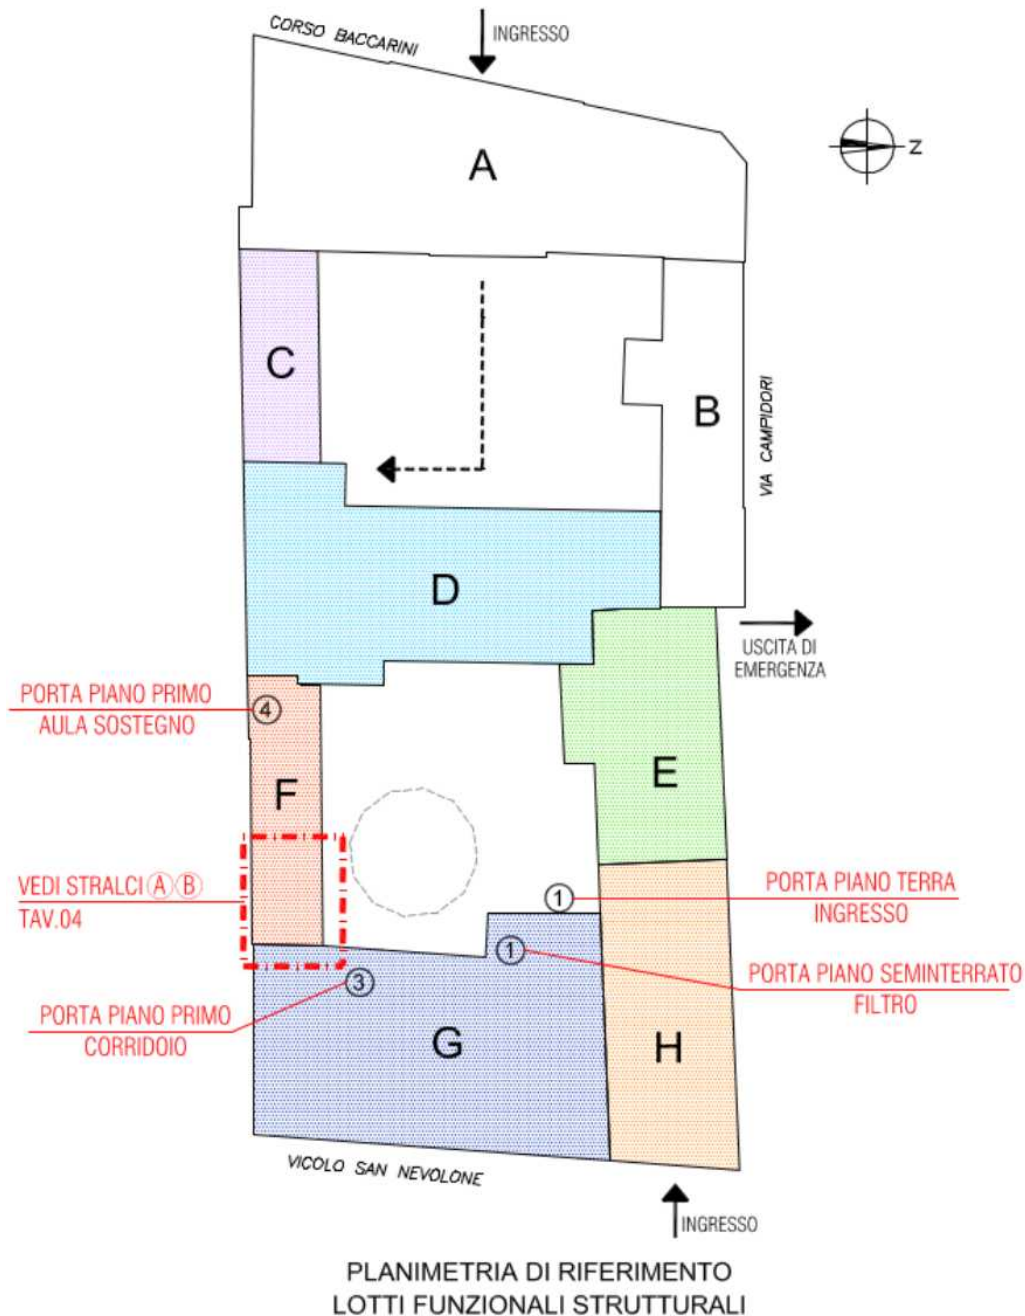 CORSO BACCARINI
INGRESSO
A
Z
C
B
VIA CAMPIDORI
D
USCITA DI
EMERGENZA
PORTA PIANO PRIMO
AULA SOSTEGNO
4
F
E
VEDI STRALCI A B
TAV.04
1
PORTA PIANO TERRA
INGRESSO
1
PORTA PIANO SEMINTERRATO
FILTRO
3
PORTA PIANO PRIMO
CORRIDOIO
G
H
VICOLO SAN NEVOLONE
INGRESSO
PLANIMETRIA DI RIFERIMENTO
LOTTI FUNZIONALI STRUTTURALI